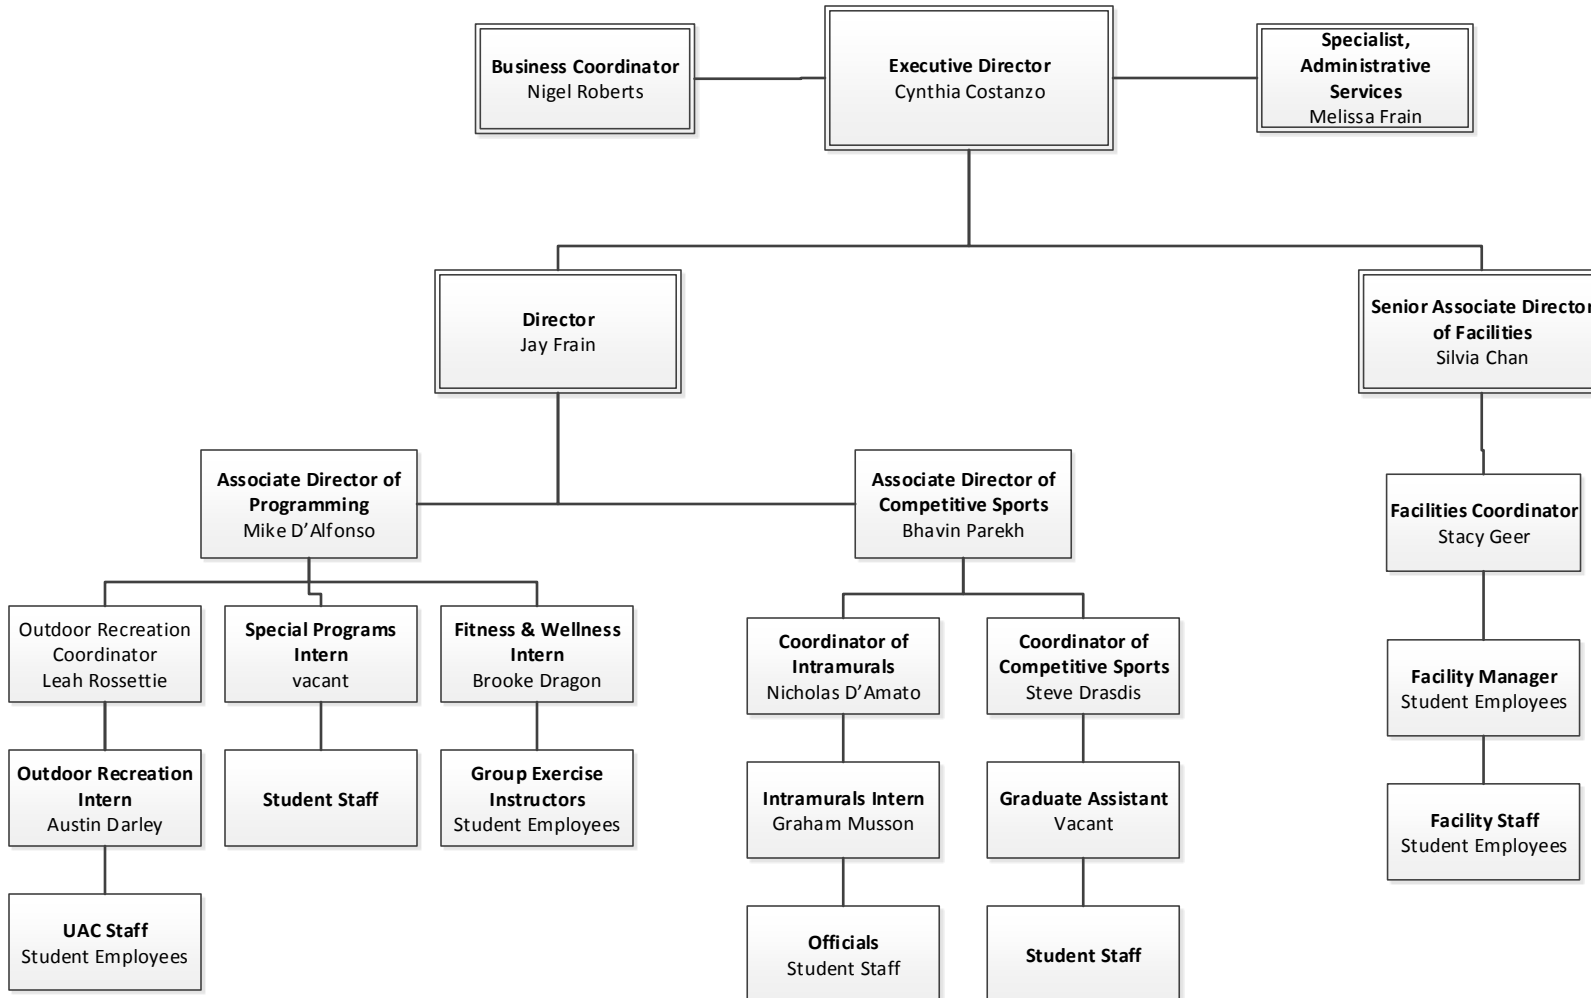 Business Coordinator
Nigel Roberts
Executive Director
Cynthia Costanzo
Specialist,
Administrative
Services
Melissa Frain
Director
Jay Frain
Senior Associate Director
of Facilities
Silvia Chan
Associate Director of
Programming
Mike D’Alfonso
Associate Director of
Competitive Sports
Bhavin Parekh
Facilities Coordinator
Stacy Geer
Outdoor Recreation
Coordinator
Leah Rossettie
Special Programs
Intern
vacant
Fitness & Wellness
Intern
Brooke Dragon
Coordinator of
Intramurals
Nicholas D’Amato
Coordinator of
Competitive Sports
Steve Drasdis
Facility Manager
Student Employees
Outdoor Recreation
Intern
Austin Darley
Student Staff
Group Exercise
Instructors
Student Employees
Intramurals Intern
Graham Musson
Graduate Assistant
Vacant
Facility Staff
Student Employees
UAC Staff
Student Employees
Officials
Student Staff
Student Staff